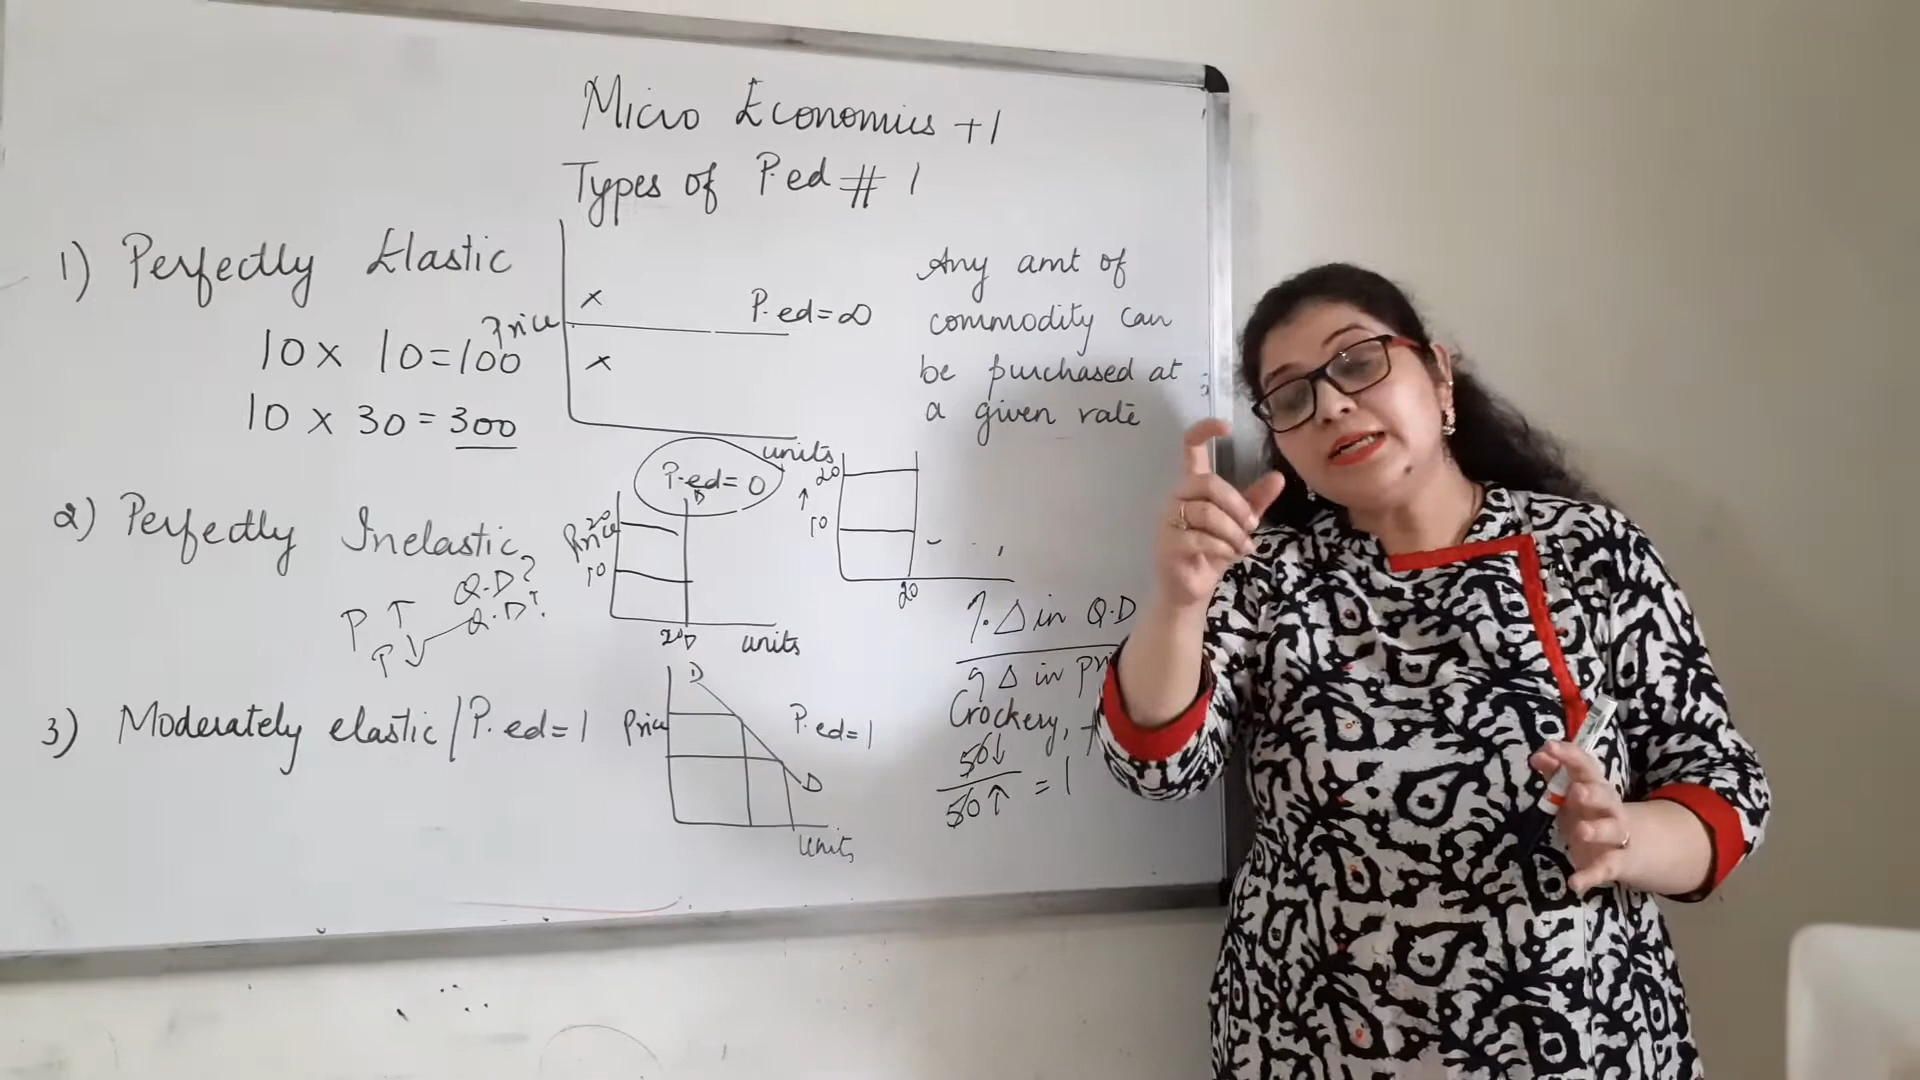 Micro Economics +1
Types of P.ed # 1
1) Perfectly Elastic
10 x 10 = 100
10 x 30 = 300
Price
x
x
P.ed = ∞
units
Any amt of
commodity can
be purchased at
a given rate
2) Perfectly Inelastic
P ↑ Q.D?
P ↓ Q.D?
P.ed = 0
D
Price
20
10
20
D
units
↑
20
10
20
%. Δ in Q.D
Δ in pri
3) Moderately elastic / P.ed = 1
Price
D
D
P.ed = 1
Units
Crockery,
50↓
50↑
= 1